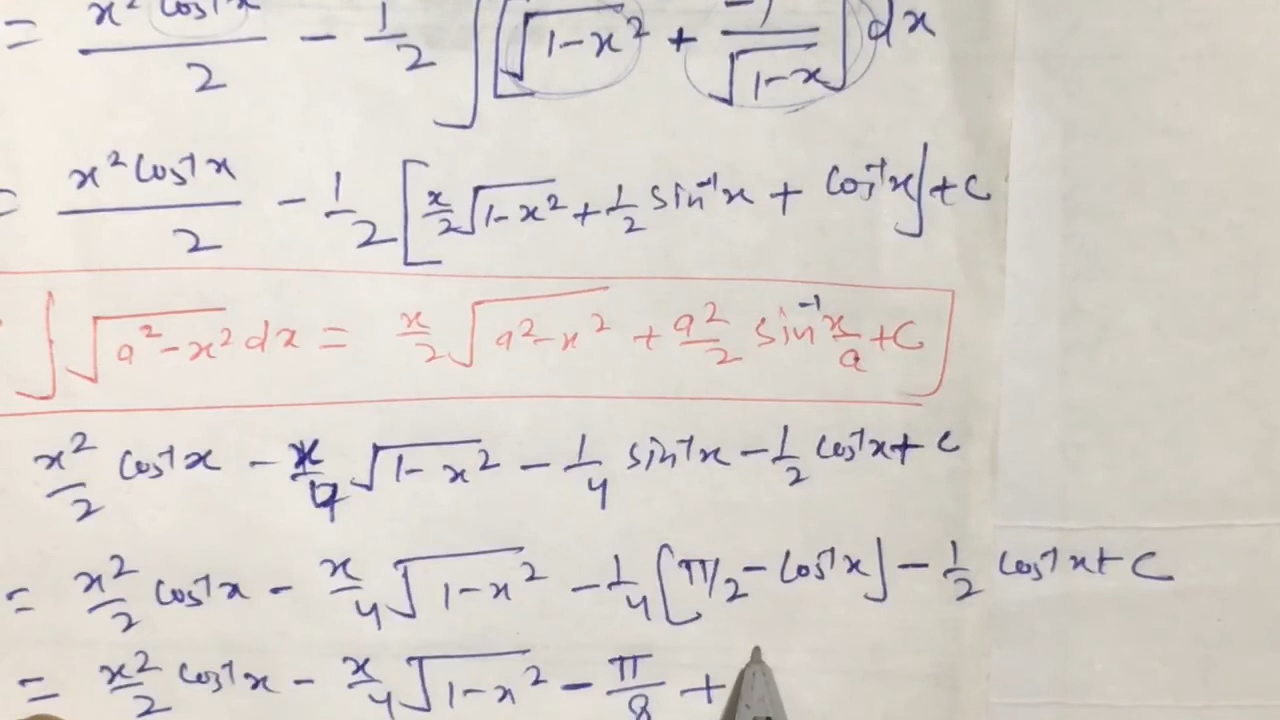 = x² cos⁻¹x / 2 - 1/2 ∫ [√(1-x²) + -1/√(1-x)] dx
= x² cos⁻¹x / 2 - 1/2 [x/2 √(1-x²) + 1/2 sin⁻¹x + cos⁻¹x] + c
∫ √(a²-x²) dx = x/2 √(a²-x²) + a²/2 sin⁻¹ x/a + C
x²/2 cos⁻¹x - x/4 √(1-x²) - 1/4 sin⁻¹x - 1/2 cos⁻¹x + c
= x²/2 cos⁻¹x - x/4 √(1-x²) - 1/4 [π/2 - cos⁻¹x] - 1/2 cos⁻¹x + C
= x²/2 cos⁻¹x - x/4 √(1-x²) - π/8 +